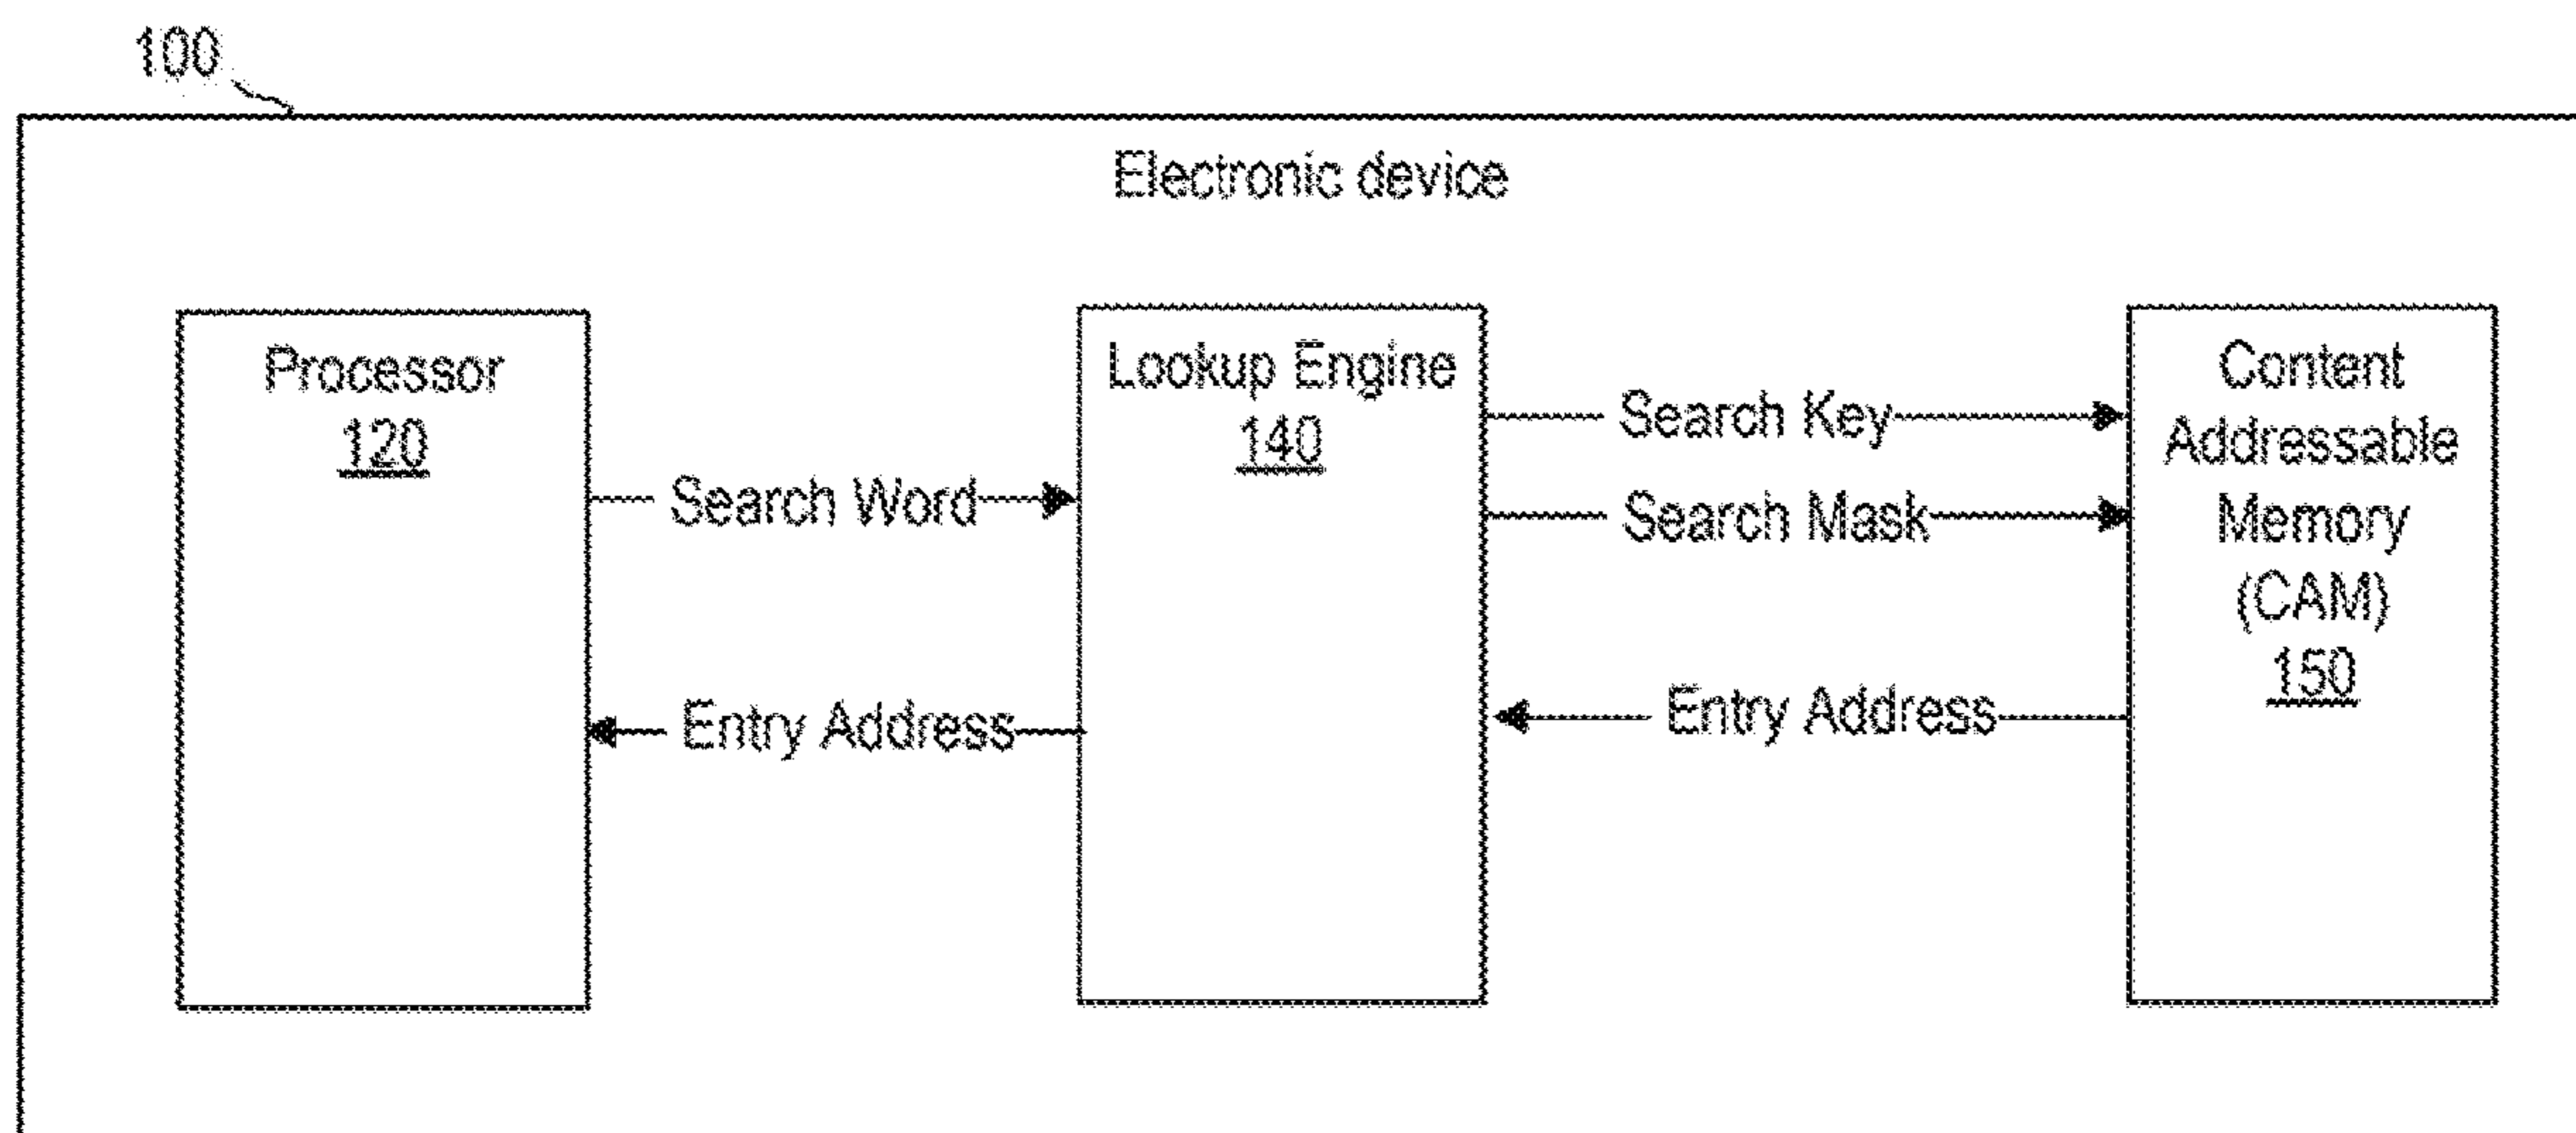 100
Electronic device
Processor
120
Search Word
Entry Address
Lookup Engine
140
Search Key
Search Mask
Entry Address
Content
Addressable
Memory
(CAM)
150